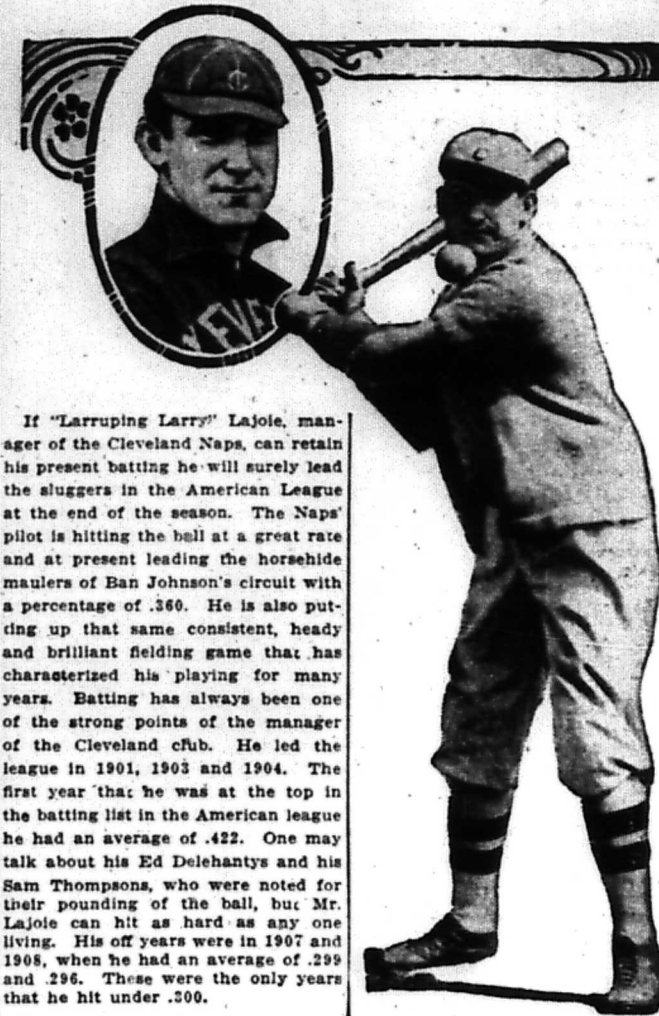 C
EVE
C
If "Larruping Larry" Lajoie, man-
ager of the Cleveland Naps, can retain
his present batting he will surely lead
the sluggers in the American League
at the end of the season. The Naps'
pilot is hitting the ball at a great rate
and at present leading the horsehide
maulers of Ban Johnson's circuit with
a percentage of .360. He is also put-
ting up that same consistent, heady
and brilliant fielding game that has
characterized his playing for many
years. Batting has always been one
of the strong points of the manager
of the Cleveland club. He led the
league in 1901, 1903 and 1904. The
first year that he was at the top in
the batting list in the American league
he had an average of .422. One may
talk about his Ed Delehantys and his
Sam Thompsons, who were noted for
their pounding of the ball, but Mr.
Lajoie can hit as hard as any one
living. His off years were in 1907 and
1908, when he had an average of .299
and .296. These were the only years
that he hit under .300.